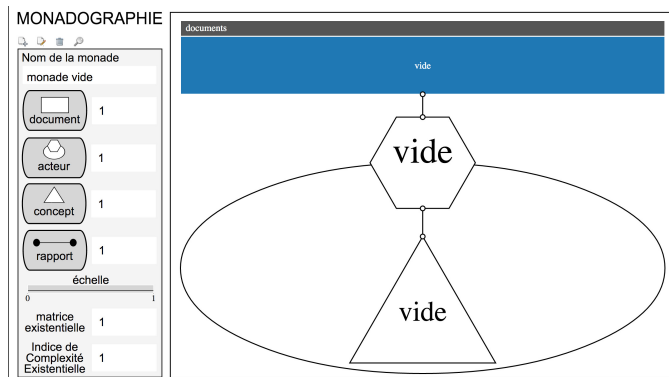 MONADOGRAPHIE
Nom de la monade
monade vide
document
1
acteur
1
concept
1
rapport
1
échelle
0 1
matrice
existentielle
1
Indice de
Complexité
Existentielle
1
documents
vide
vide
vide